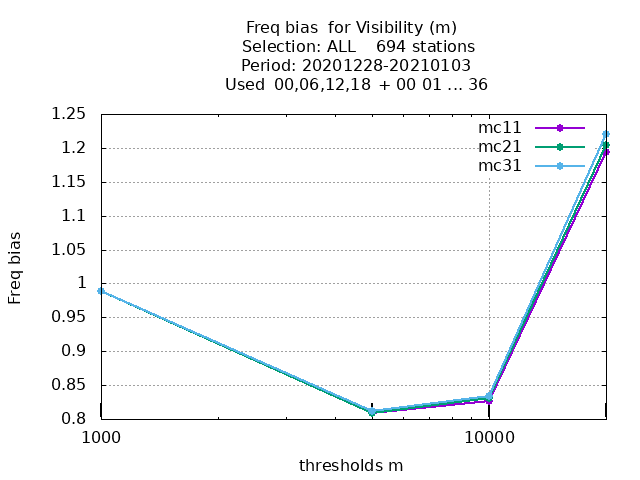 Freq bias  for Visibility (m)
Selection: ALL    694 stations
Period: 20201228-20210103
Used  00,06,12,18  + 00 01 ... 36
mc11
mc21
mc31
Freq bias
1.25
1.2
1.15
1.1
1.05
1
0.95
0.9
0.85
0.8
1000
10000
thresholds m